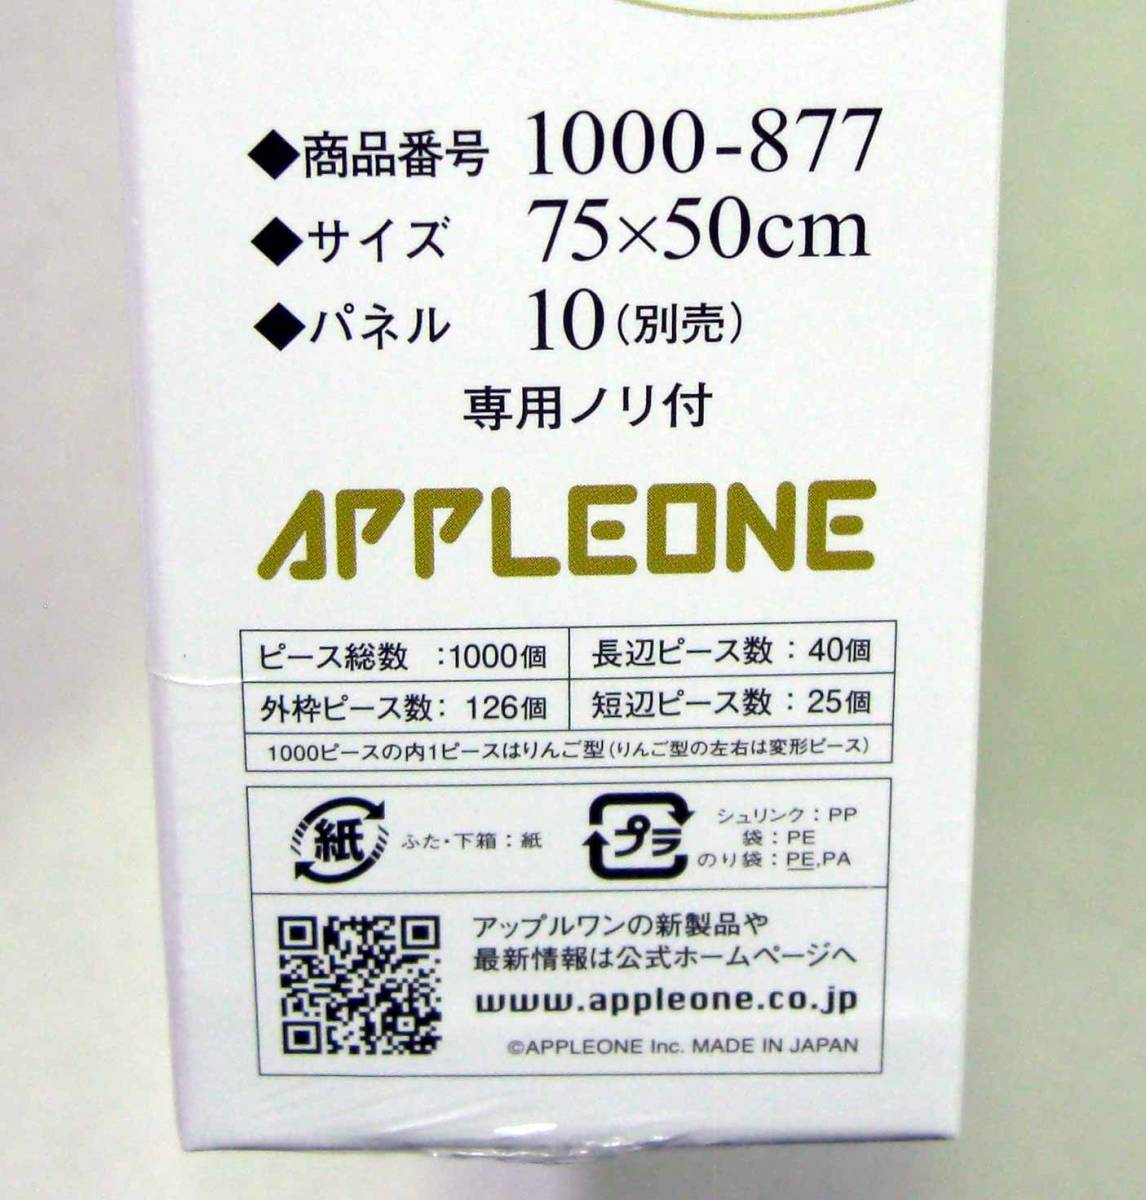 ◆商品番号 1000-877
◆サイズ 75×50cm
◆パネル 10(別売)
専用ノリ付
APPLEONE
ピース総数 :1000個 長辺ピース数：40個
外枠ピース数：126個 短辺ピース数：25個
1000ピースの内1ピースはりんご型(りんご型の左右は変形ピース)
紙 ふた・下箱：紙
プラ
シュリンク：PP
袋：PE
のり袋：PE,PA
アップルワンの新製品や
最新情報は公式ホームページへ
www.appleone.co.jp
©APPLEONE Inc. MADE IN JAPAN